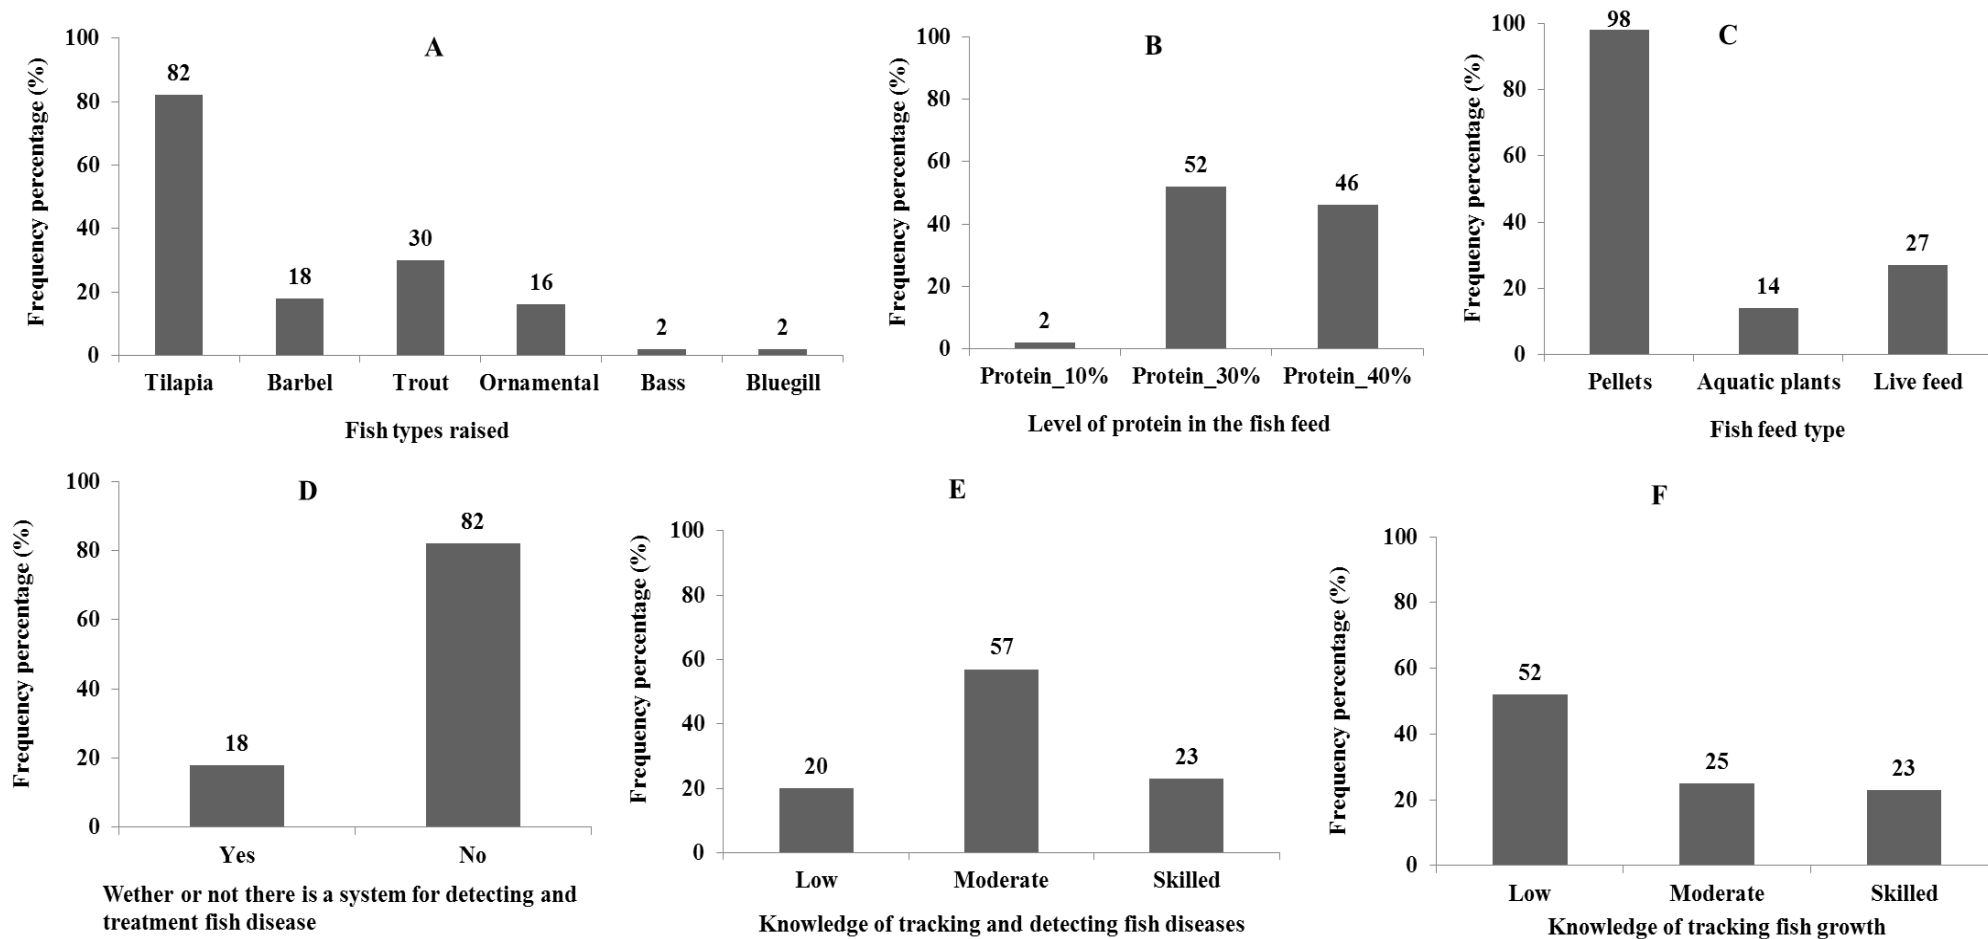 A
Frequency percentage (%)
100
80
60
40
20
0
82
18
30
16
2
2
Tilapia Barbel Trout Ornamental Bass Bluegill
Fish types raised
B
Frequency percentage (%)
100
80
60
40
20
0
2
52
46
Protein_10% Protein_30% Protein_40%
Level of protein in the fish feed
C
Frequency percentage (%)
100
80
60
40
20
0
98
14
27
Pellets Aquatic plants Live feed
Fish feed type
D
Frequency percentage (%)
100
80
60
40
20
0
18
82
Yes No
Wether or not there is a system for detecting and
treatment fish disease
E
Frequency percentage (%)
100
80
60
40
20
0
20
57
23
Low Moderate Skilled
Knowledge of tracking and detecting fish diseases
F
Frequency percentage (%)
100
80
60
40
20
0
52
25
23
Low Moderate Skilled
Knowledge of tracking fish growth